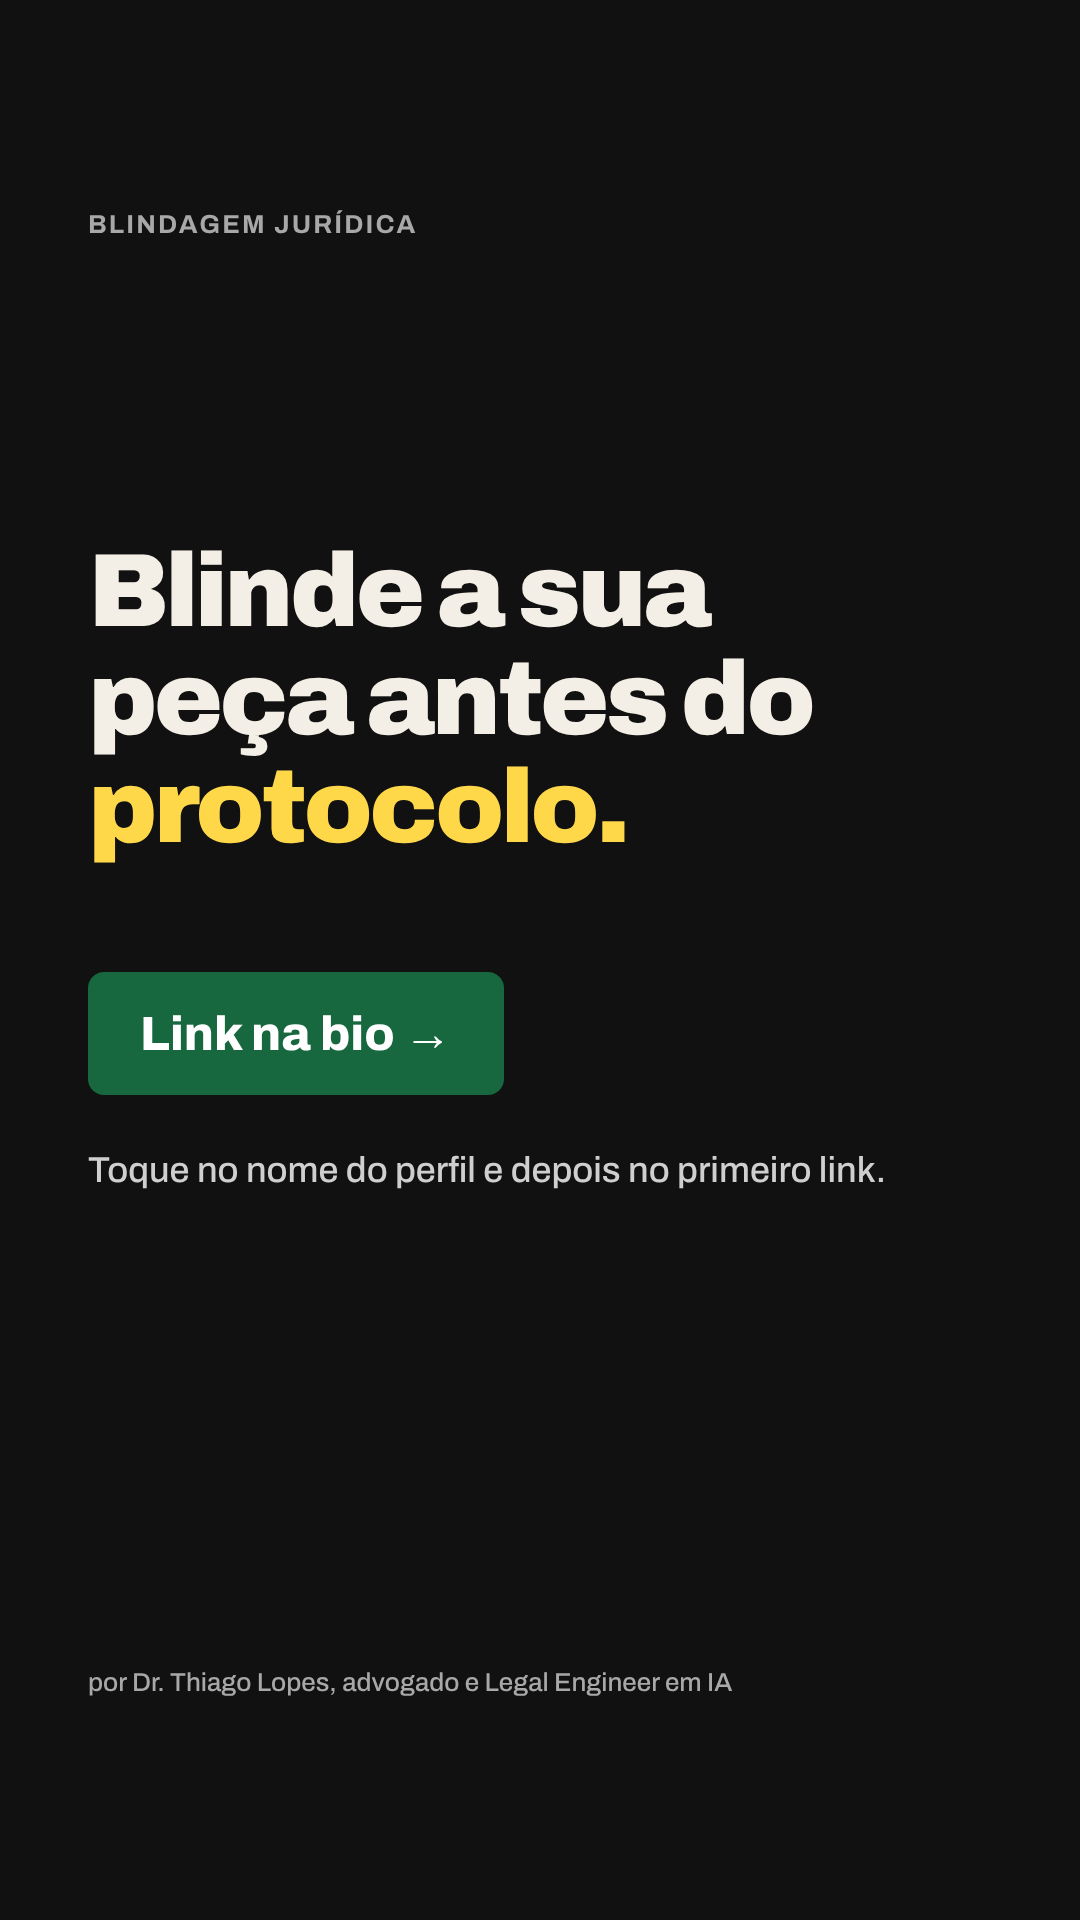 BLINDAGEM JURÍDICA
Blinde a sua
peça antes do
protocolo.
Link na bio →
Toque no nome do perfil e depois no primeiro link.
por Dr. Thiago Lopes, advogado e Legal Engineer em IA